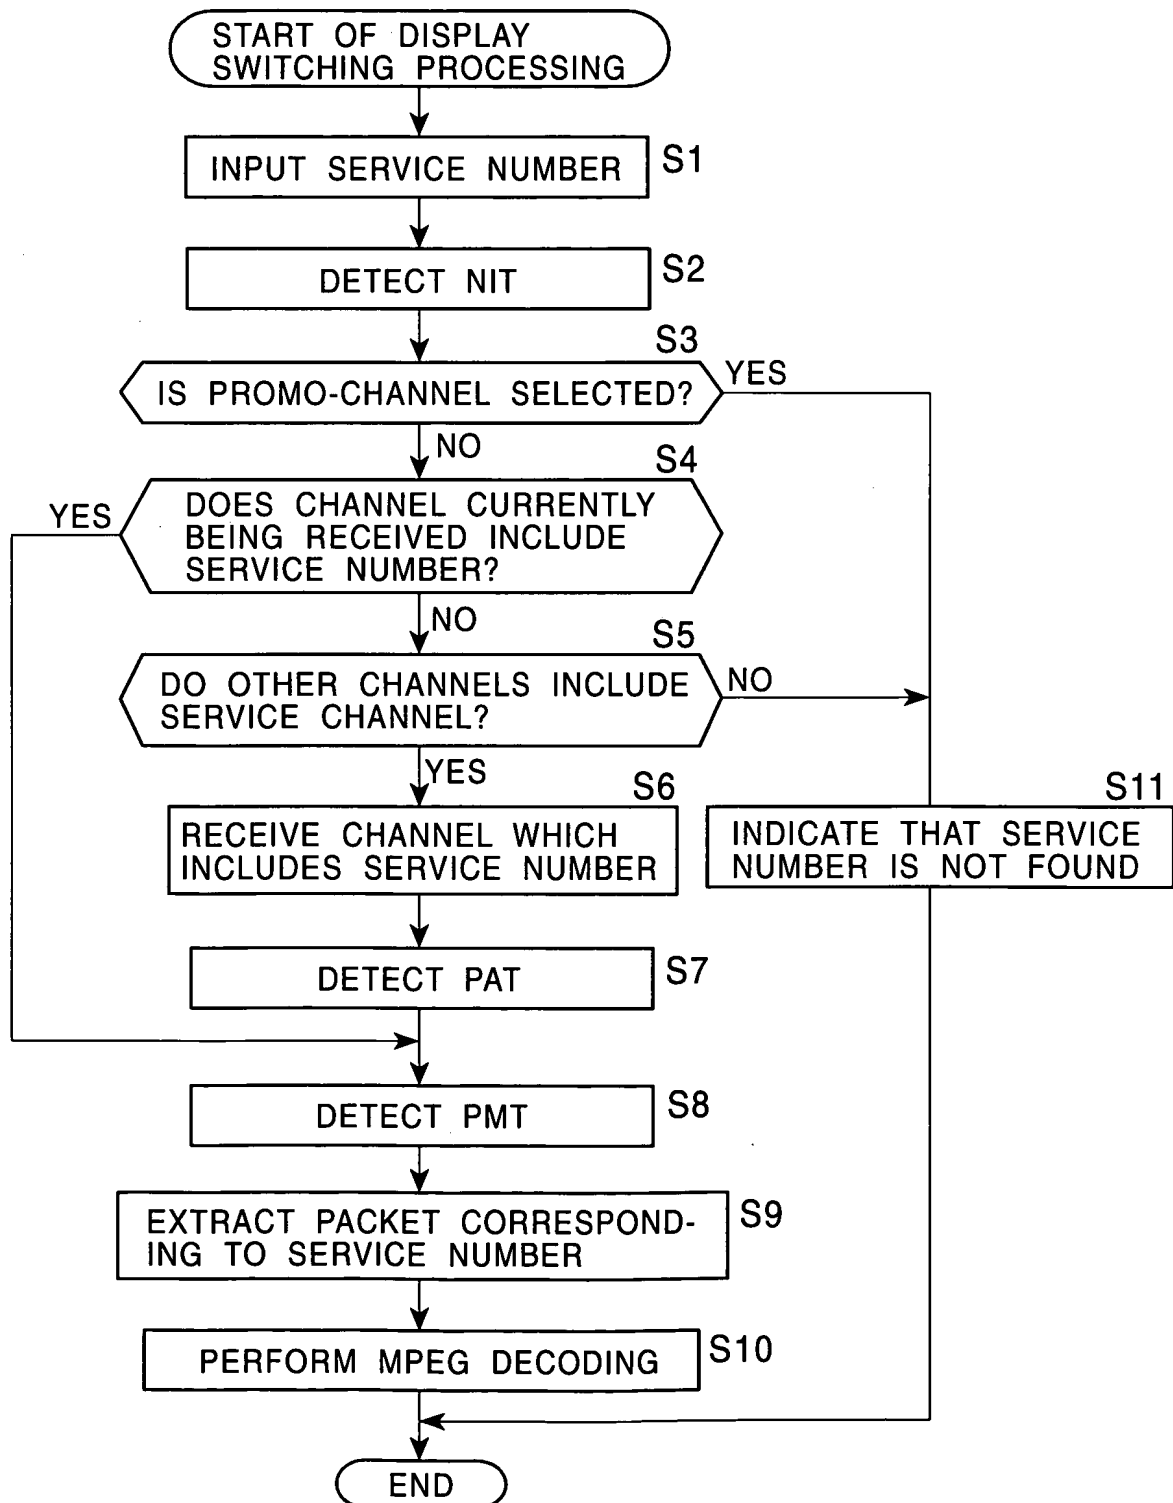 START OF DISPLAY
SWITCHING PROCESSING
INPUT SERVICE NUMBER
S1
DETECT NIT
S2
S3
IS PROMO-CHANNEL SELECTED?
YES
NO
S4
YES
DOES CHANNEL CURRENTLY
BEING RECEIVED INCLUDE
SERVICE NUMBER?
NO
S5
DO OTHER CHANNELS INCLUDE
SERVICE CHANNEL?
NO
YES
S6
RECEIVE CHANNEL WHICH
INCLUDES SERVICE NUMBER
S11
INDICATE THAT SERVICE
NUMBER IS NOT FOUND
DETECT PAT
S7
DETECT PMT
S8
EXTRACT PACKET CORRESPOND-
ING TO SERVICE NUMBER
S9
PERFORM MPEG DECODING
S10
END